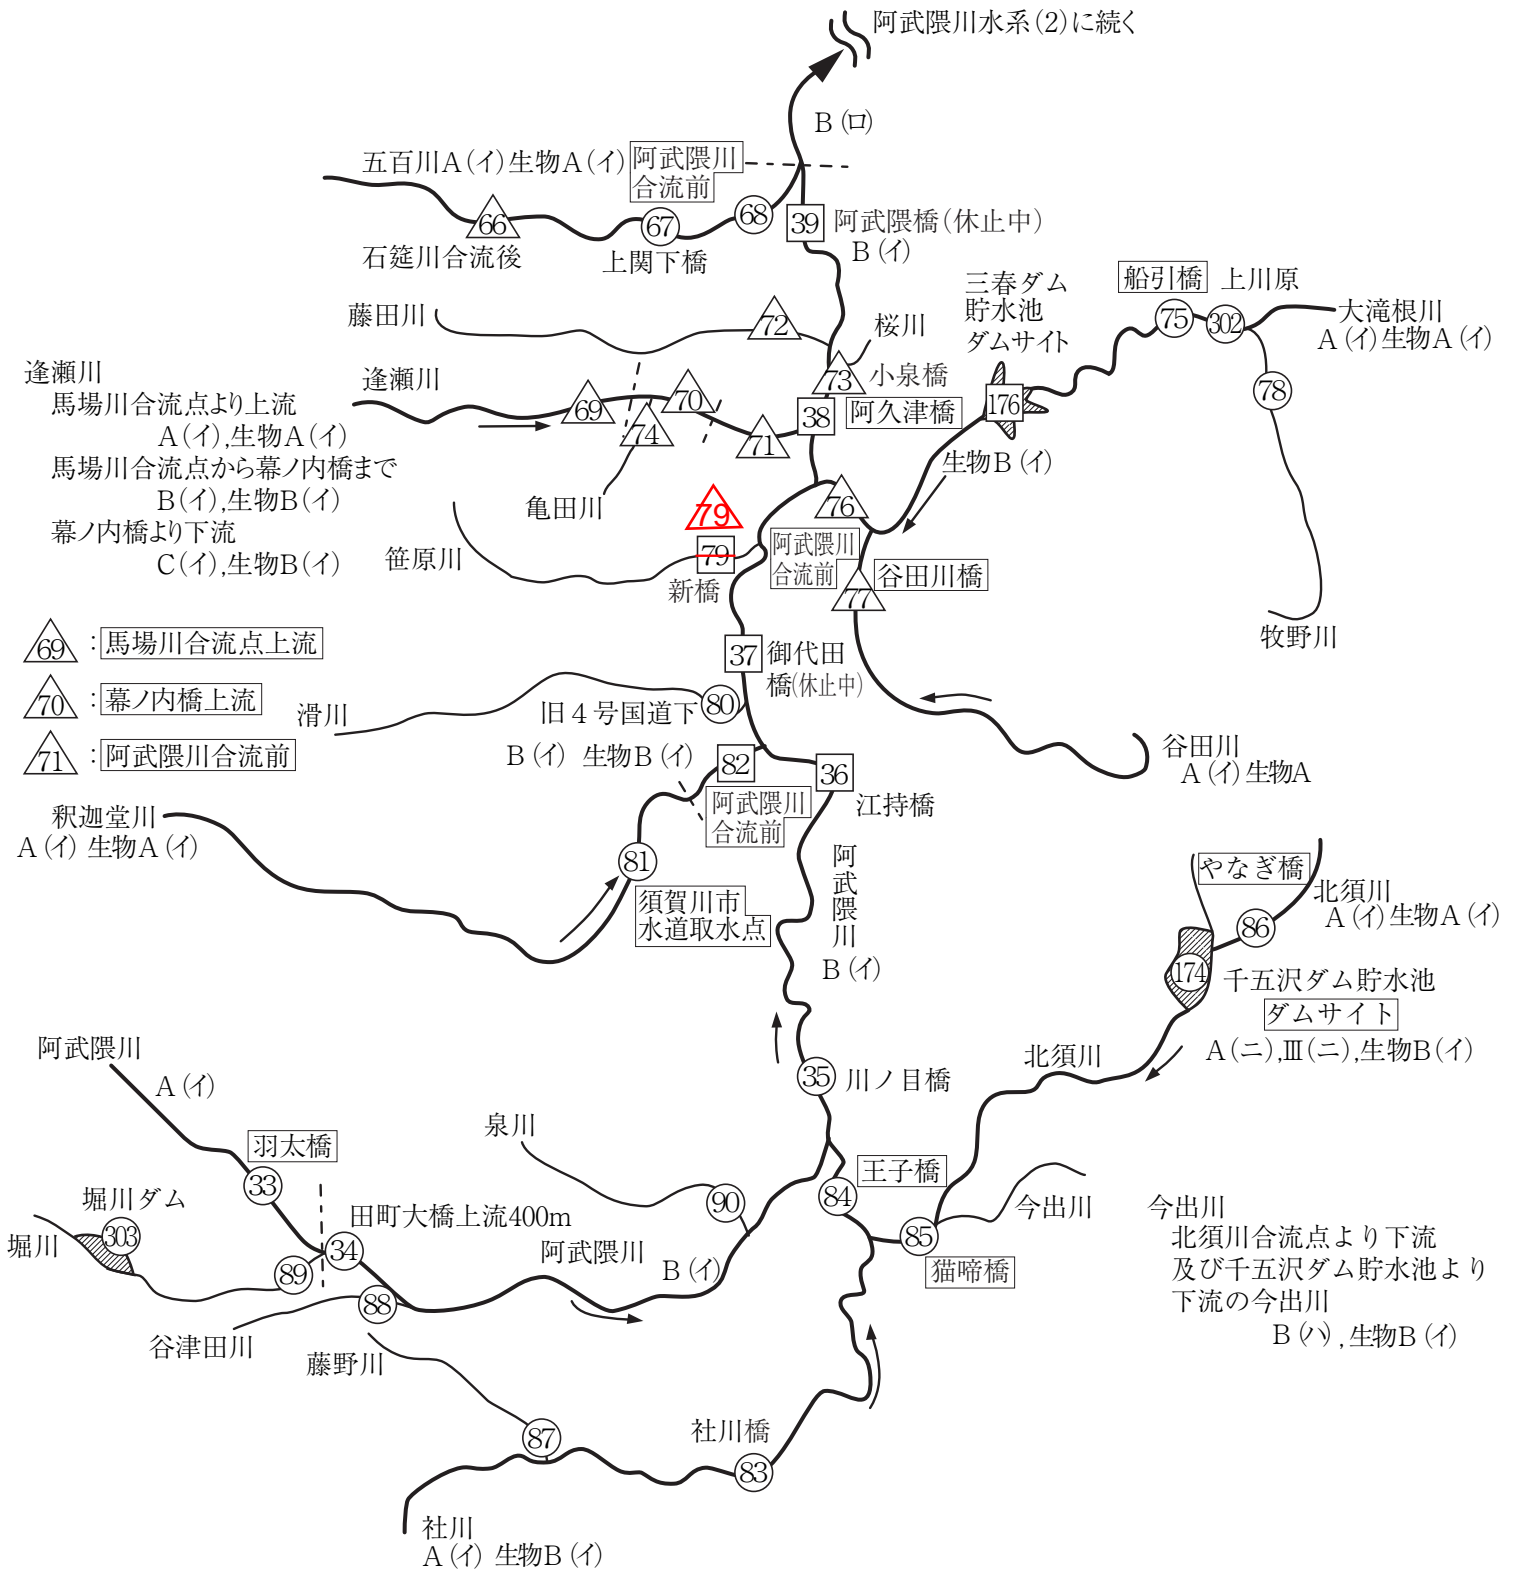 阿武隈川水系(2)に続く
B(ロ)
五百川A(イ)生物A(イ)
阿武隈川
合流前
66
67
68
39
阿武隈橋(休止中)
B(イ)
石筵川合流後
上関下橋
三春ダム
貯水池
ダムサイト
船引橋
上川原
75
302
大滝根川
A(イ)生物A(イ)
藤田川
72
桜川
73
小泉橋
逢瀬川
馬場川合流点より上流
A(イ),生物A(イ)
馬場川合流点から幕ノ内橋まで
B(イ),生物B(イ)
幕ノ内橋より下流
C(イ),生物B(イ)
逢瀬川
69
70
74
71
38
阿久津橋
176
78
生物B(イ)
亀田川
79
76
笹原川
79
新橋
阿武隈川
合流前
谷田川橋
77
牧野川
69:馬場川合流点上流
70:幕ノ内橋上流
71:阿武隈川合流前
37
御代田
橋(休止中)
滑川
旧4号国道下
80
谷田川
A(イ)生物A
B(イ) 生物B(イ)
82
36
江持橋
阿武隈川
合流前
釈迦堂川
A(イ)生物A(イ)
81
須賀川市
水道取水点
阿武隈川
B(イ)
やなぎ橋
北須川
A(イ)生物A(イ)
86
174
千五沢ダム貯水池
ダムサイト
A(ニ),Ⅲ(ニ),生物B(イ)
北須川
阿武隈川
A(イ)
35
川ノ目橋
泉川
羽太橋
33
王子橋
84
90
堀川ダム
303
堀川
田町大橋上流400m
34
89
88
阿武隈川
B(イ)
85
猫啼橋
今出川
今出川
北須川合流点より下流
及び千五沢ダム貯水池より
下流の今出川
B(ハ),生物B(イ)
谷津田川
藤野川
87
社川橋
83
社川
A(イ) 生物B(イ)